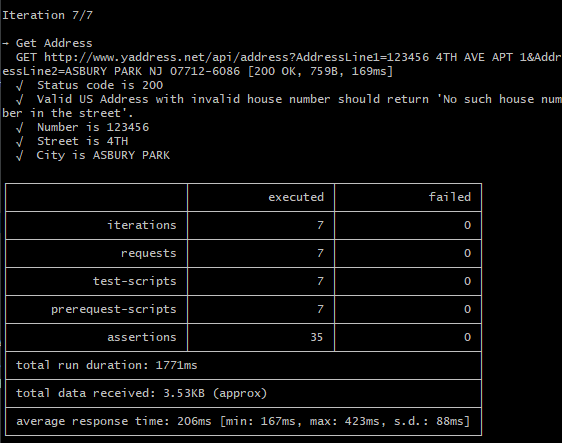 Iteration 7/7
→ Get Address
GET http://www.yaddress.net/api/address?AddressLine1=123456 4TH AVE APT 1&Addr
essLine2=ASBURY PARK NJ 07712-6086 [200 OK, 759B, 169ms]
√ Status code is 200
√ Valid US Address with invalid house number should return 'No such house num
ber in the street'.
√ Number is 123456
√ Street is 4TH
√ City is ASBURY PARK
executed failed
iterations 7 0
requests 7 0
test-scripts 7 0
prerequest-scripts 7 0
assertions 35 0
total run duration: 1771ms
total data received: 3.53KB (approx)
average response time: 206ms [min: 167ms, max: 423ms, s.d.: 88ms]